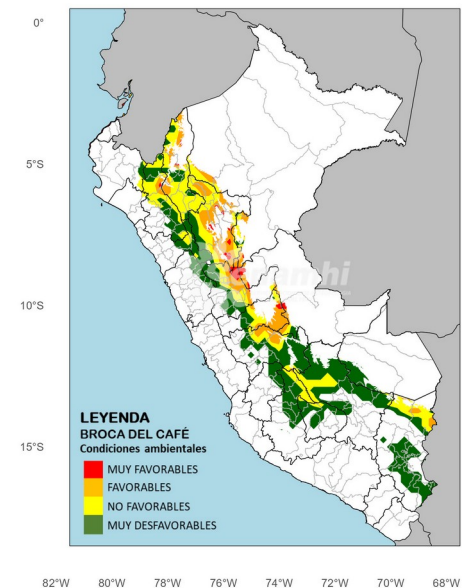 0°
5°S
10°S
15°S
senamhi
LEYENDA
BROCA DEL CAFÉ
Condiciones ambientales
MUY FAVORABLES
FAVORABLES
NO FAVORABLES
MUY DESFAVORABLES
82°W 80°W 78°W 76°W 74°W 72°W 70°W 68°W